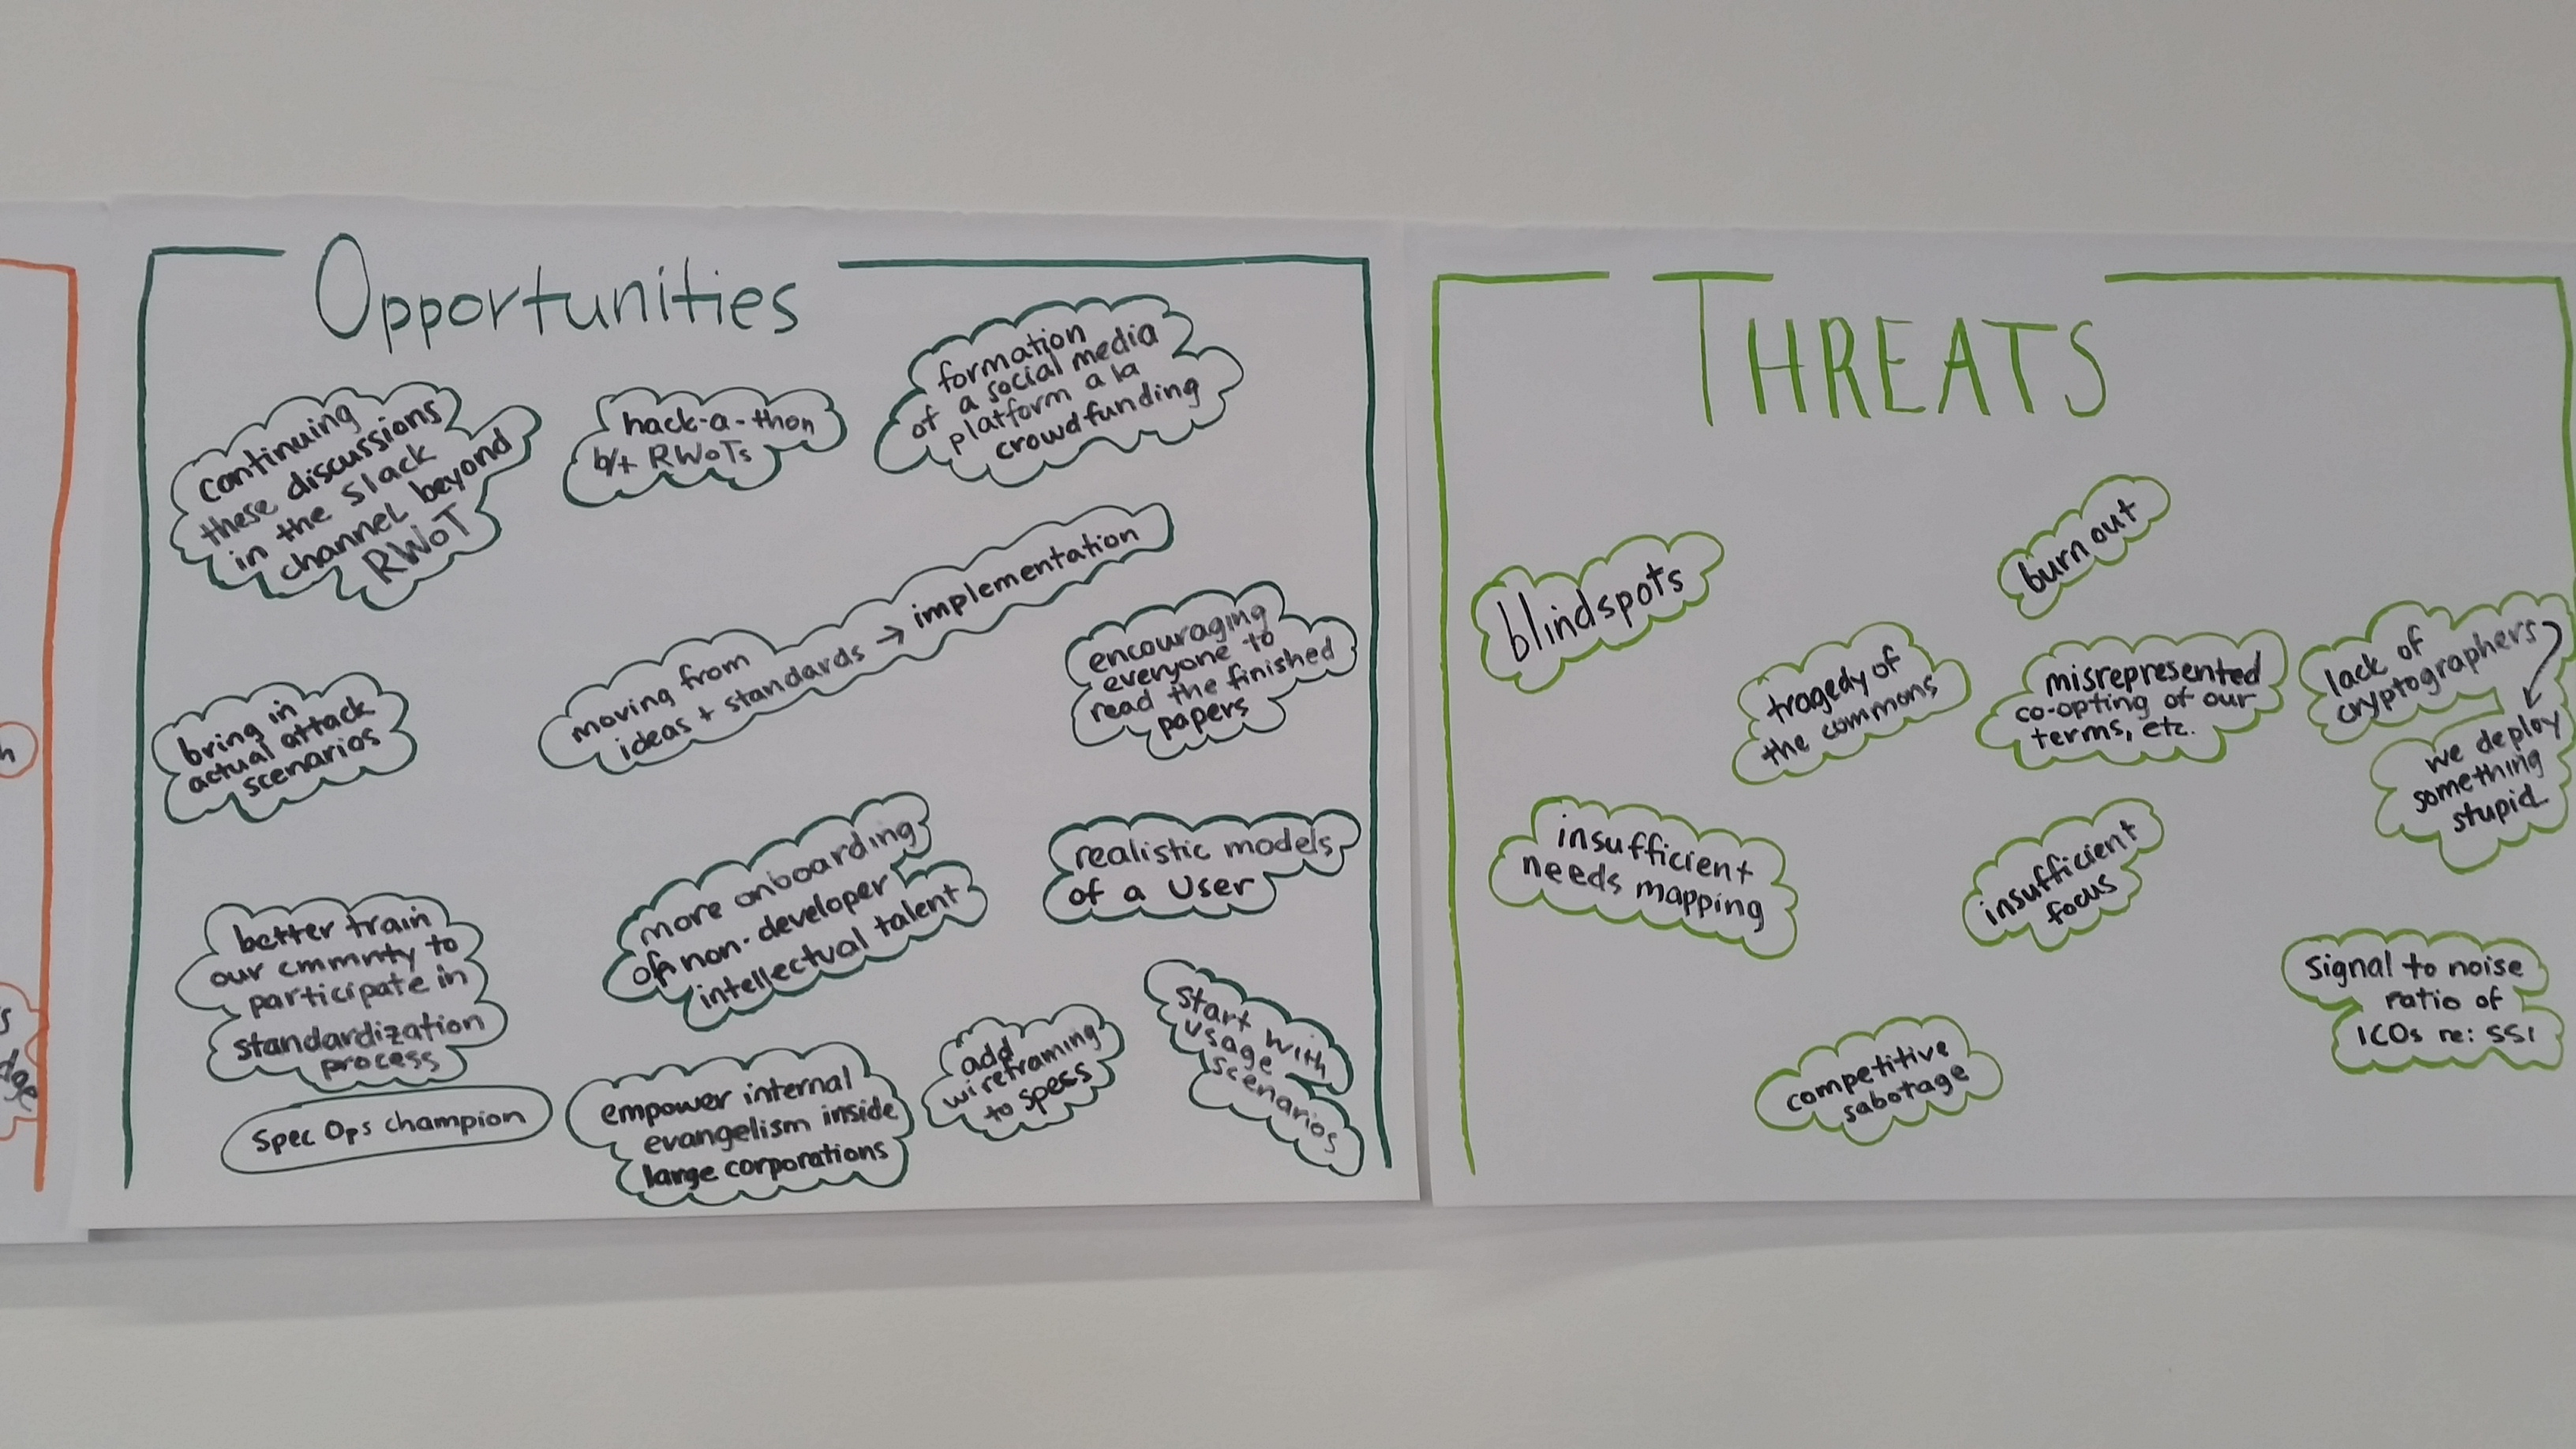 Opportunities
continuing
these discussions
in the slack
channel beyond
RWoT
hack-a-thon
b/t RWoTs
formation
of a social media
platform a la
crowdfunding
moving from
ideas + standards → implementation
encouraging
everyone to
read the finished
papers
bring in
actual attack
scenarios
more onboarding
of non-developer
intellectual talent
realistic models
of a user
better train
our cmmnty to
participate in
standardization
process
Spec Ops champion
empower internal
evangelism inside
large corporations
add
wireframing
to specs
start with
usage
scenarios
THREATS
blindspots
burnout
tragedy of
the commons
misrepresented
co-opting of our
terms, etc.
lack of
cryptographers
we deploy
something
stupid
insufficient
needs mapping
insufficient
focus
signal to noise
ratio of
ICOs re: SSI
competitive
sabotage